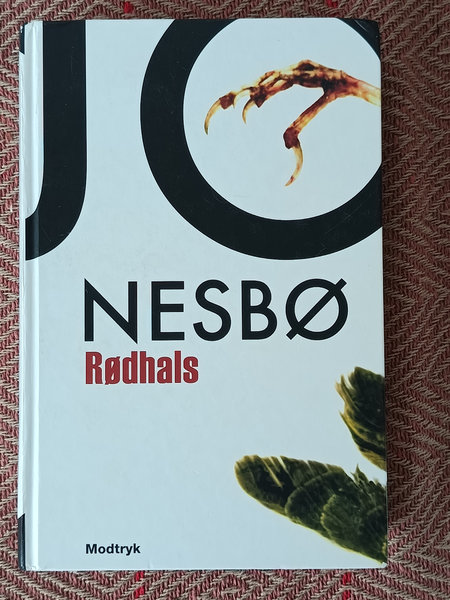 JO
NESBØ
Rødhals
Modtryk